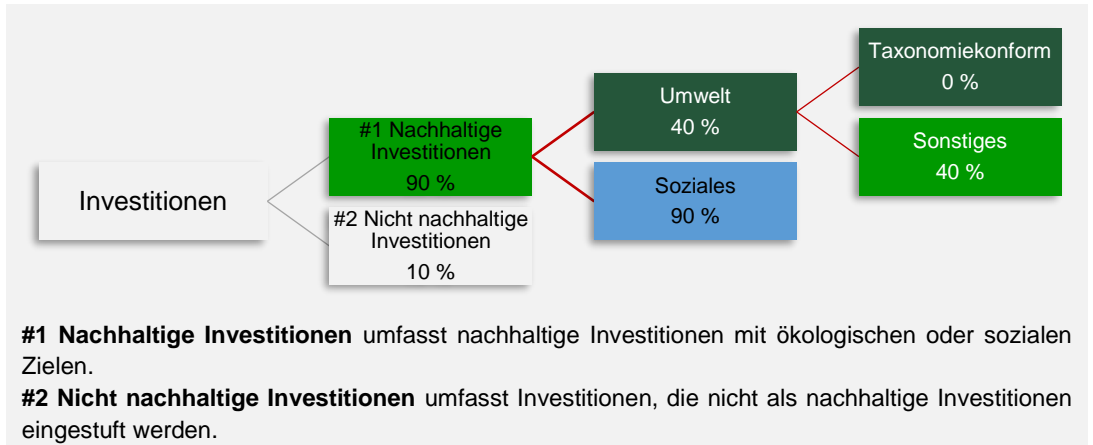 Investitionen
#1 Nachhaltige
Investitionen
90 %
#2 Nicht nachhaltige
Investitionen
10 %
Umwelt
40 %
Soziales
90 %
Taxonomiekonform
0 %
Sonstiges
40 %
#1 Nachhaltige Investitionen umfasst nachhaltige Investitionen mit ökologischen oder sozialen
Zielen.
#2 Nicht nachhaltige Investitionen umfasst Investitionen, die nicht als nachhaltige Investitionen
eingestuft werden.